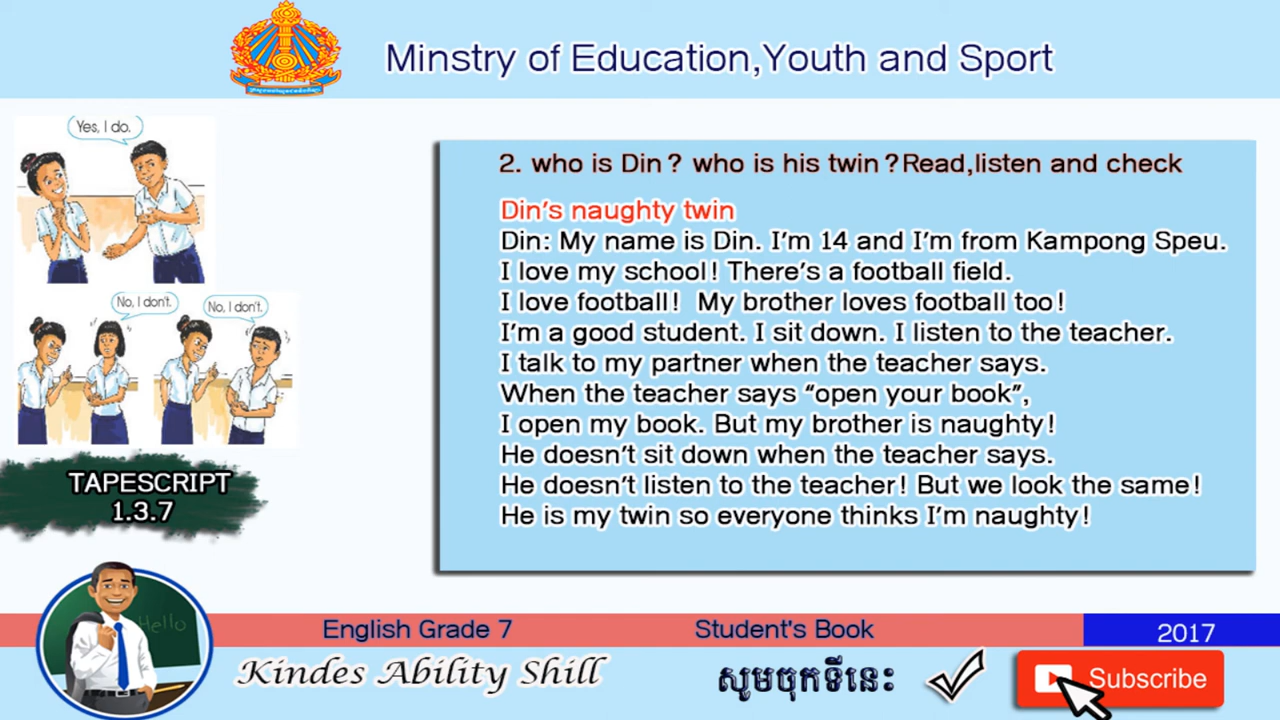 Minstry of Education,Youth and Sport
Yes, I do.
No, I don't.
No, I don't.
TAPESCRIPT
1.3.7
2. who is Din? who is his twin?Read,listen and check
Din's naughty twin
Din: My name is Din. I'm 14 and I'm from Kampong Speu.
I love my school! There's a football field.
I love football! My brother loves football too!
I'm a good student. I sit down. I listen to the teacher.
I talk to my partner when the teacher says.
When the teacher says “open your book”,
I open my book. But my brother is naughty!
He doesn't sit down when the teacher says.
He doesn't listen to the teacher! But we look the same!
He is my twin so everyone thinks I'm naughty!
Hello
English Grade 7
Student's Book
2017
Kindes Ability Shill
សូមចុកទីនេះ
Subscribe